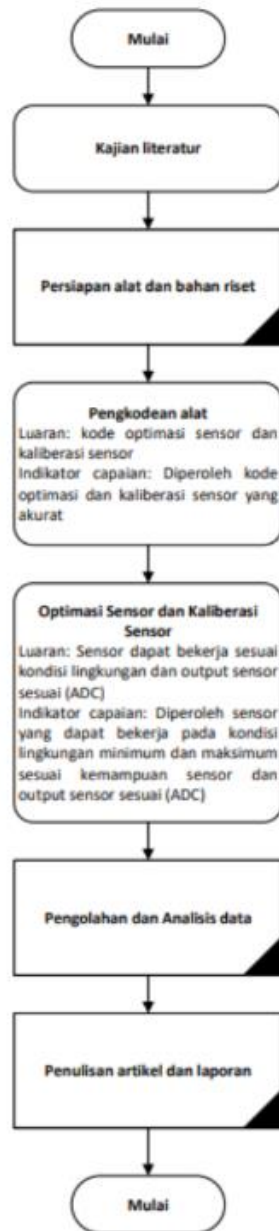 Mulai
Kajian literatur
Persiapan alat dan bahan riset
Pengkodean alat
Luaran: kode optimasi sensor dan
kaliberasi sensor
Indikator capaian: Diperoleh kode
optimasi dan kaliberasi sensor yang
akurat
Optimasi Sensor dan Kaliberasi
Sensor
Luaran: Sensor dapat bekerja sesuai
kondisi lingkungan dan output sensor
sesuai (ADC)
Indikator capaian: Diperoleh sensor
yang dapat bekerja pada kondisi
lingkungan minimum dan maksimum
sesuai kemampuan sensor dan
output sensor sesuai (ADC)
Pengolahan dan Analisis data
Penulisan artikel dan laporan
Mulai